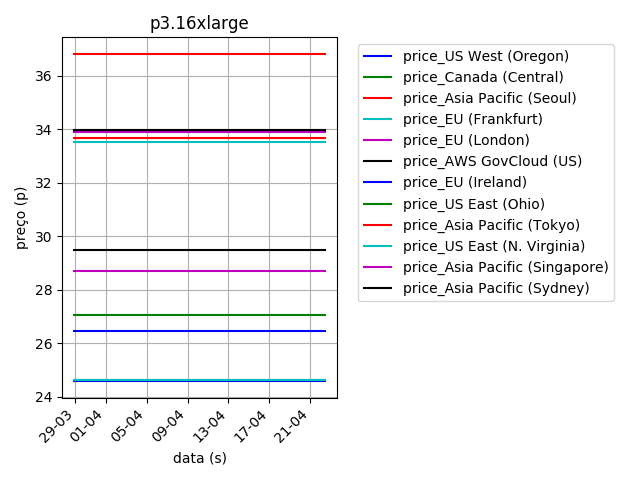 p3.16xlarge
price_US West (Oregon)
price_Canada (Central)
price_Asia Pacific (Seoul)
price_EU (Frankfurt)
price_EU (London)
price_AWS GovCloud (US)
price_EU (Ireland)
price_US East (Ohio)
price_Asia Pacific (Tokyo)
price_US East (N. Virginia)
price_Asia Pacific (Singapore)
price_Asia Pacific (Sydney)
preço (p)
36
34
32
30
28
26
24
29-03
01-04
05-04
09-04
13-04
17-04
21-04
data (s)